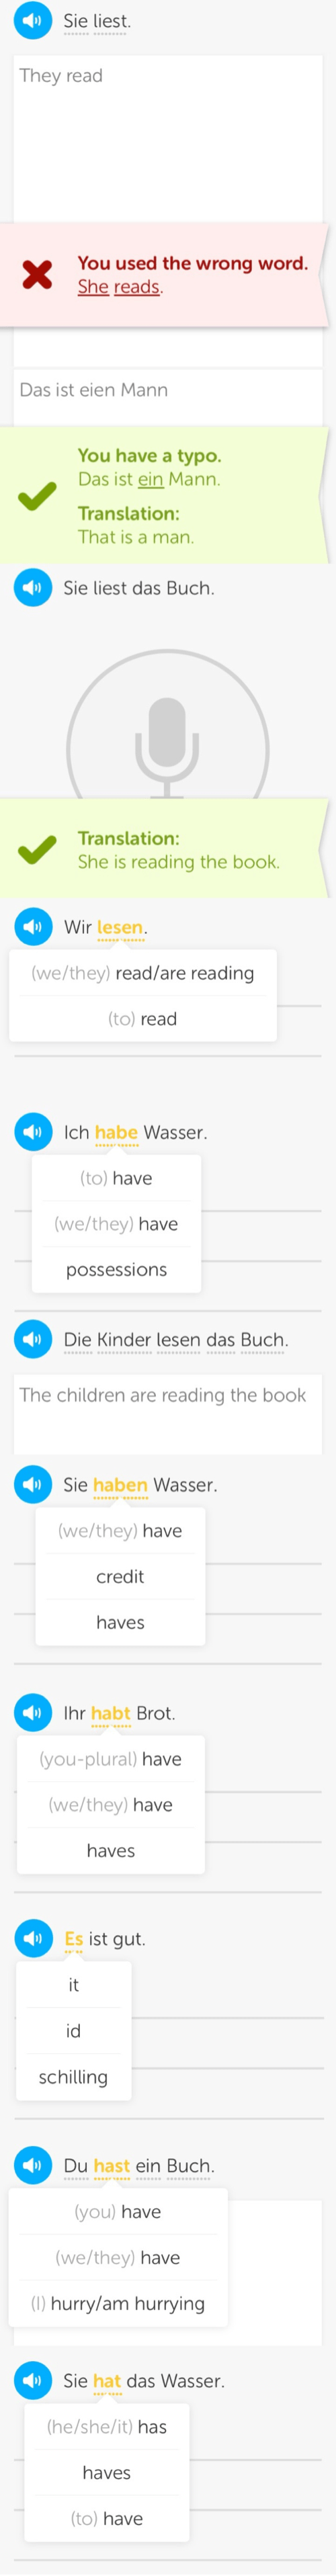 Sie liest.
They read
You used the wrong word.
She reads.
Das ist eien Mann
You have a typo.
Das ist ein Mann.
Translation:
That is a man.
Sie liest das Buch.
Translation:
She is reading the book.
Wir lesen.
(we/they) read/are reading
(to) read
Ich habe Wasser.
(to) have
(we/they) have
possessions
Die Kinder lesen das Buch.
The children are reading the book
Sie haben Wasser.
(we/they) have
credit
haves
Ihr habt Brot.
(you-plural) have
(we/they) have
haves
Es ist gut.
it
id
schilling
Du hast ein Buch.
(you) have
(we/they) have
(I) hurry/am hurrying
Sie hat das Wasser.
(he/she/it) has
haves
(to) have